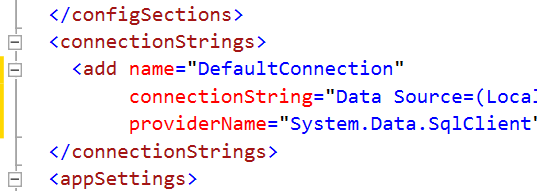 </configSections>
<connectionStrings>
<add name="DefaultConnection"
connectionString="Data Source=(Local
providerName="System.Data.SqlClient"
</connectionStrings>
<appSettings>